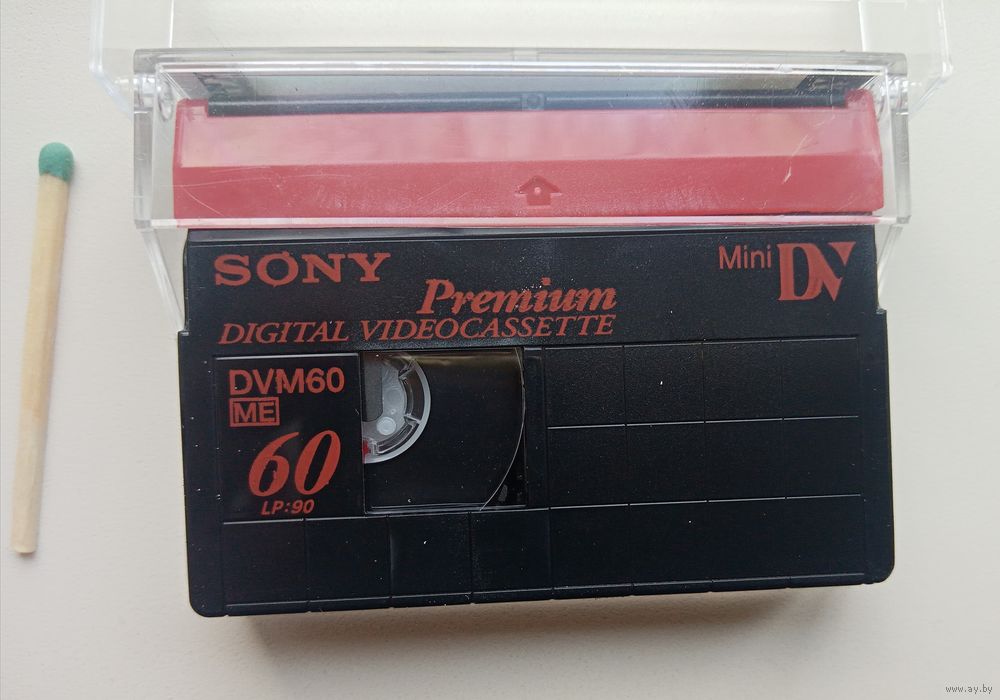 SONY
Mini DV
Premium
DIGITAL VIDEOCASSETTE
DVM60
ME
60
LP:90
www.ay.by